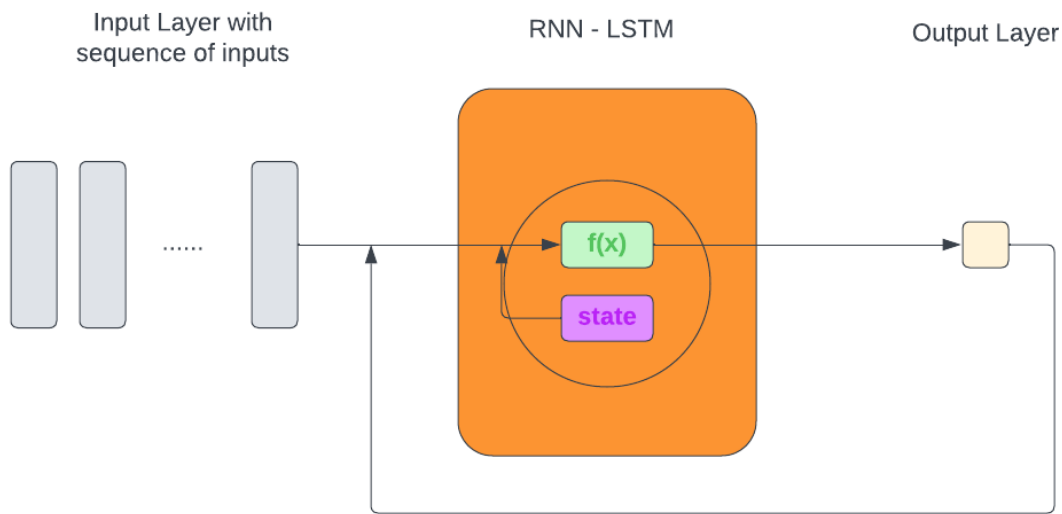 Input Layer with
sequence of inputs
RNN - LSTM
Output Layer
......
f(x)
state